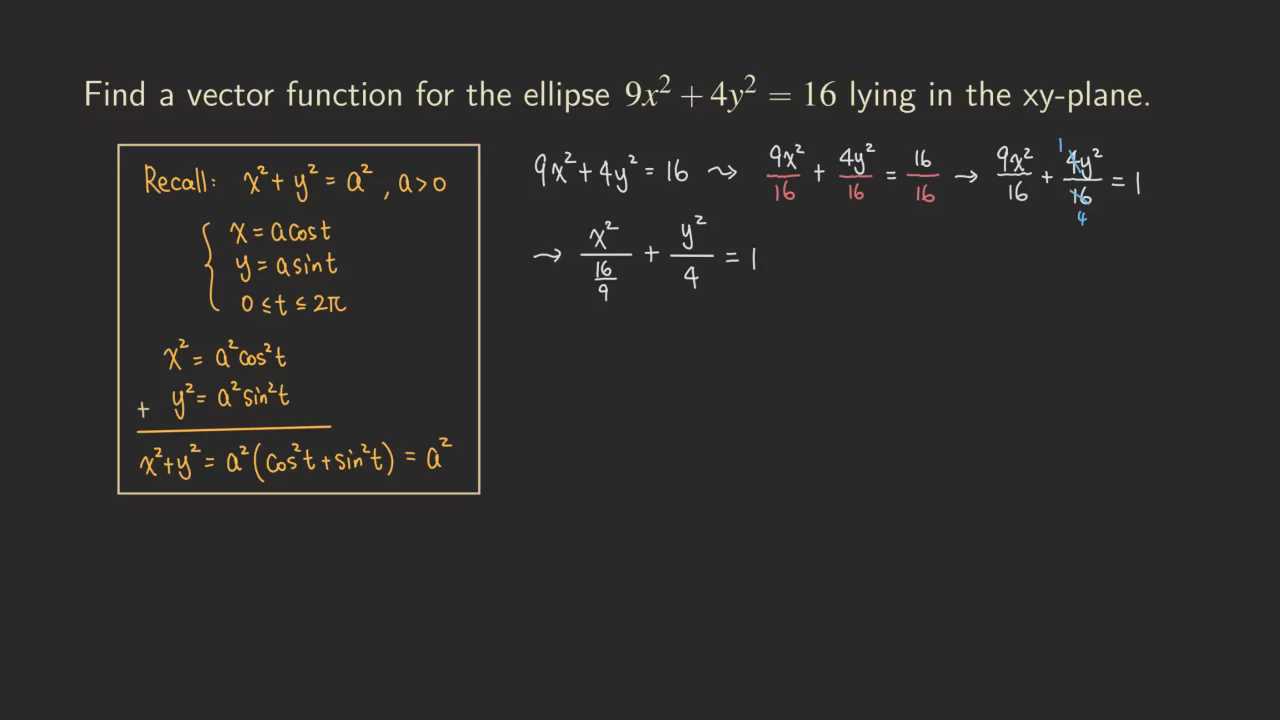 Find a vector function for the ellipse 9x² + 4y² = 16 lying in the xy-plane.
Recall: x² + y² = a², a > 0
{ x = a cos t
y = a sin t
0 ≤ t ≤ 2π
x² = a² cos² t
+ y² = a² sin² t
x² + y² = a² (cos² t + sin² t) = a²
9x² + 4y² = 16 ⇝ 9x²/16 + 4y²/16 = 16/16 → 9x²/16 + 1 4y²/16 4 = 1
⇝ x²/(16/9) + y²/4 = 1